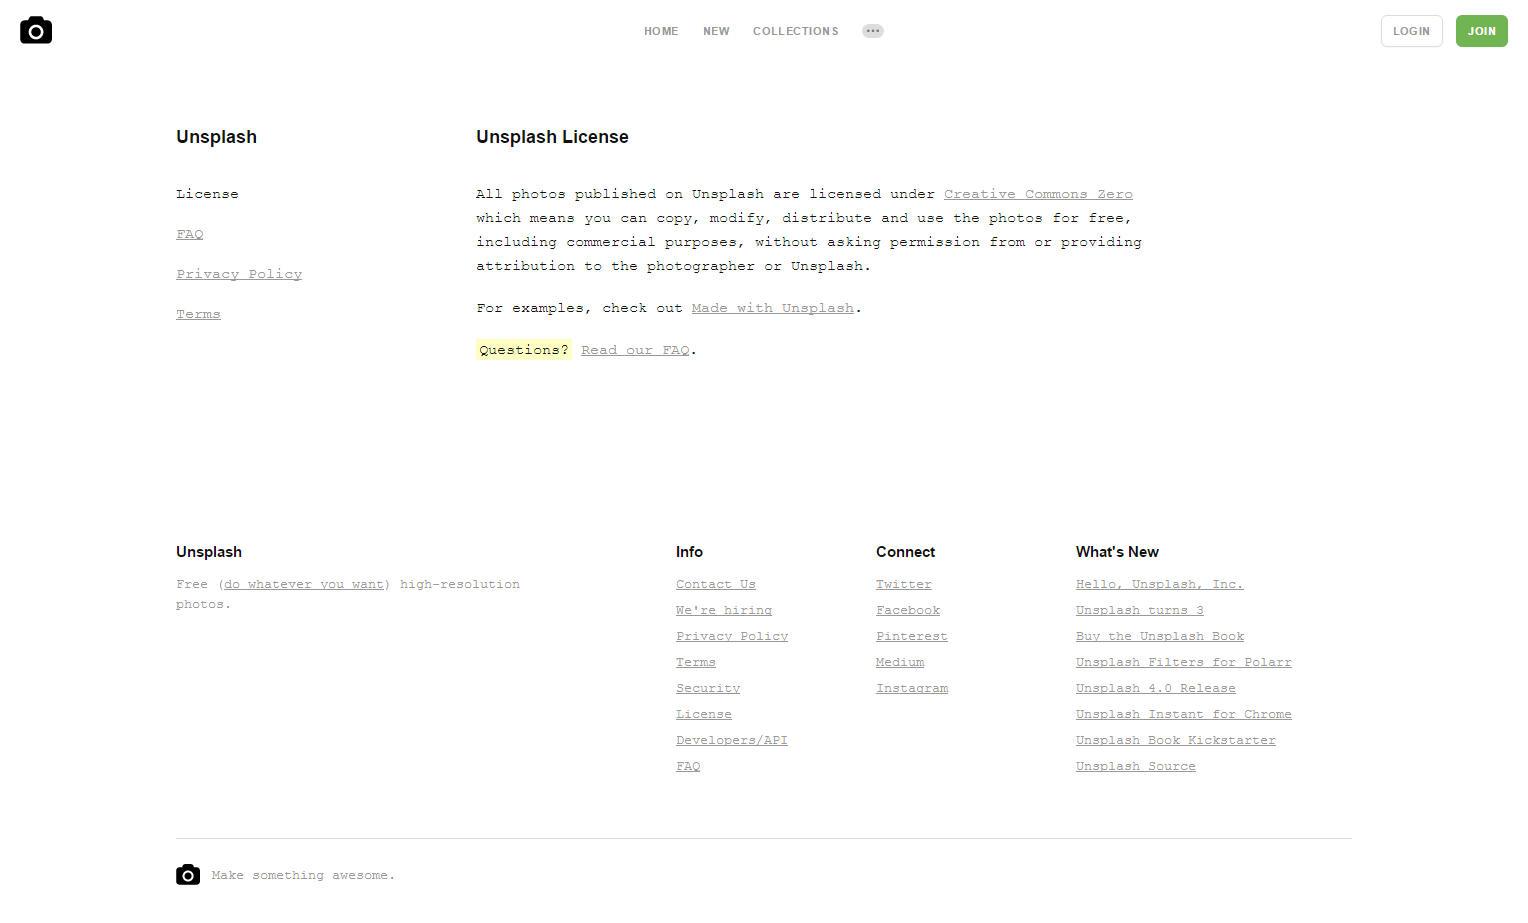 HOME NEW COLLECTIONS LOGIN JOIN
Unsplash
License
FAQ
Privacy Policy
Terms
Unsplash License
All photos published on Unsplash are licensed under Creative Commons Zero
which means you can copy, modify, distribute and use the photos for free,
including commercial purposes, without asking permission from or providing
attribution to the photographer or Unsplash.
For examples, check out Made with Unsplash.
Questions? Read our FAQ.
Unsplash
Free (do whatever you want) high-resolution
photos.
Info
Contact Us
We're hiring
Privacy Policy
Terms
Security
License
Developers/API
FAQ
Connect
Twitter
Facebook
Pinterest
Medium
Instagram
What's New
Hello, Unsplash, Inc.
Unsplash turns 3
Buy the Unsplash Book
Unsplash Filters for Polarr
Unsplash 4.0 Release
Unsplash Instant for Chrome
Unsplash Book Kickstarter
Unsplash Source
Make something awesome.